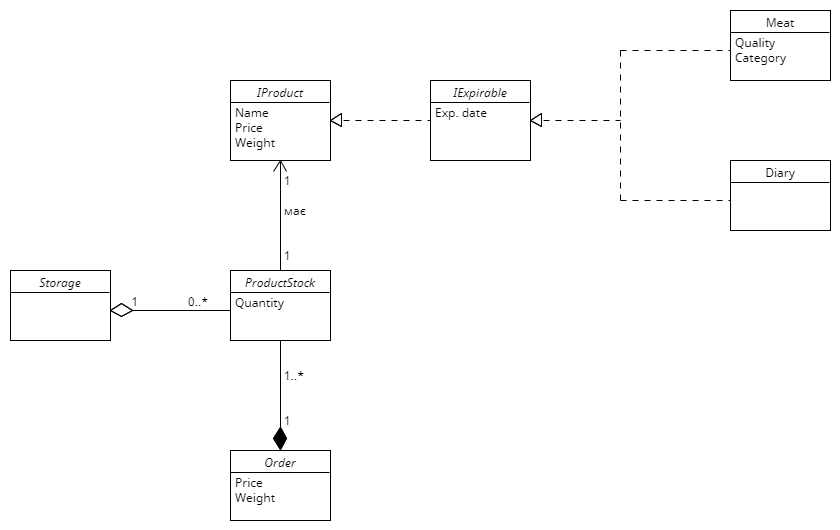 Meat
Quality
Category
IProduct
Name
Price
Weight
IExpirable
Exp. date
Diary
1
має
1
Storage
1
0..*
ProductStock
Quantity
1..*
1
Order
Price
Weight